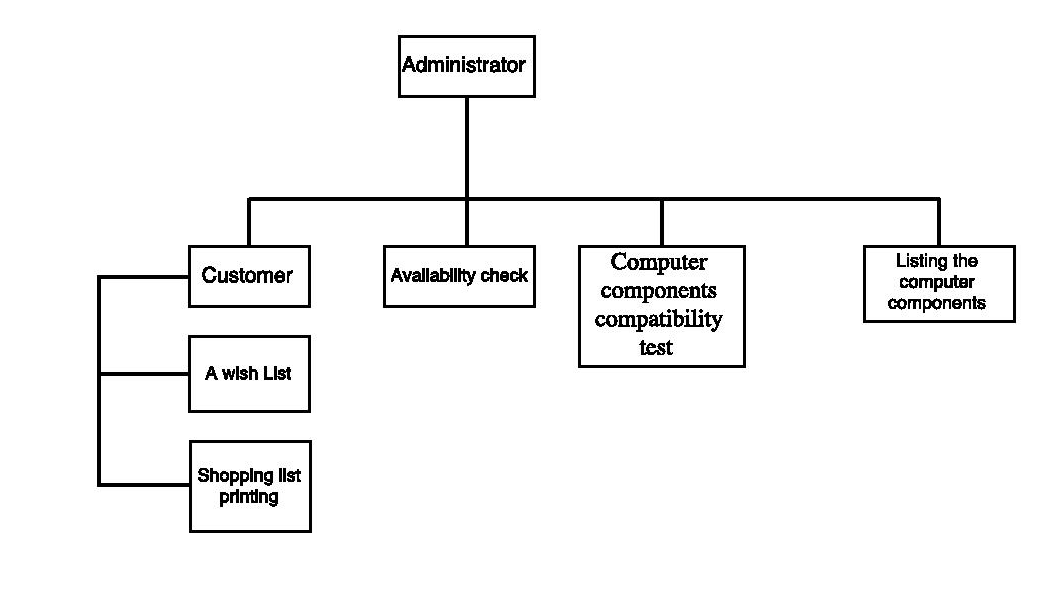 Administrator
Customer
Availability check
Computer
components
compatibility
test
Listing the
computer
components
A wish List
Shopping list
printing